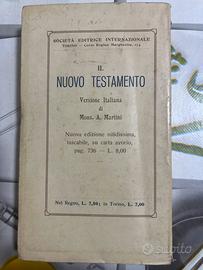 SOCIETÀ EDITRICE INTERNAZIONALE
Torino - Corso Regina Margherita, 174
IL
NUOVO TESTAMENTO
Versione Italiana
di
Mons. A. Martini
Nuova edizione nitidissima,
tascabile, su carta avorio,
pag. 736 — L. 8,00
Nel Regno, L. 7,80; in Torino, L. 7,00
subito